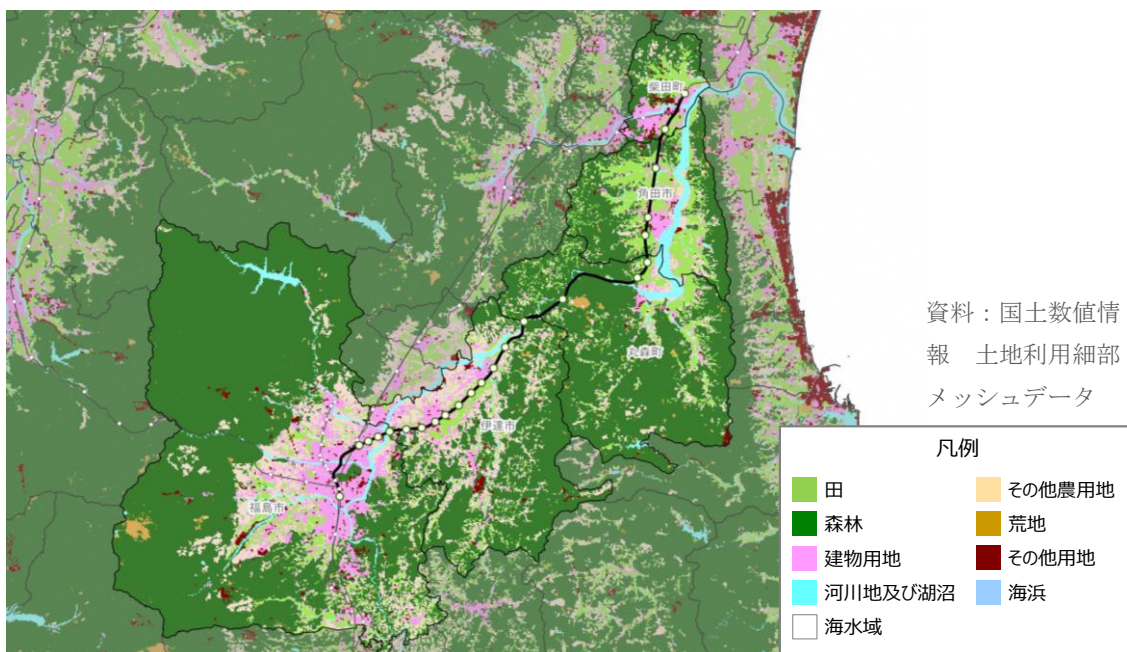 柴田町
角田市
丸森町
伊達市
福島市
資料：国土数値情
報　土地利用細部
メッシュデータ
凡例
田
その他農用地
森林
荒地
建物用地
その他用地
河川地及び湖沼
海浜
海水域